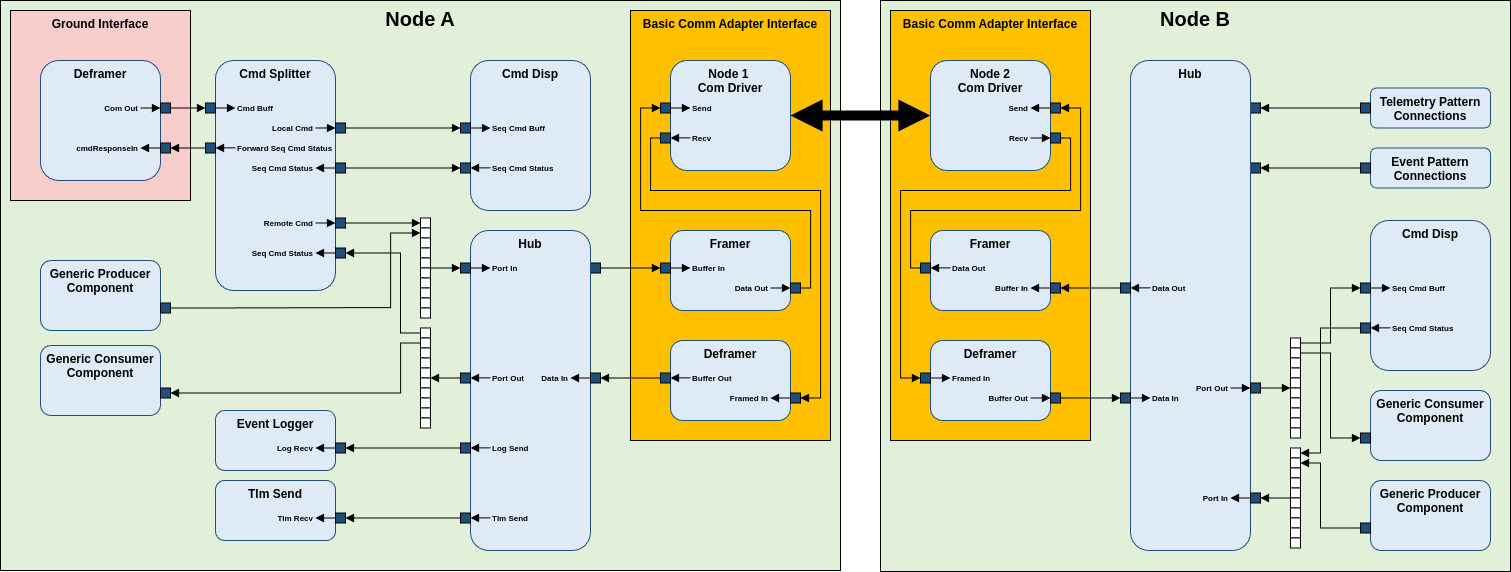 Node A
Ground Interface
Deframer
Com Out
cmdResponseIn
Cmd Splitter
Cmd Buff
Local Cmd
Forward Seq Cmd Status
Seq Cmd Status
Remote Cmd
Seq Cmd Status
Cmd Disp
Seq Cmd Buff
Seq Cmd Status
Generic Producer
Component
Generic Consumer
Component
Event Logger
Log Recv
Tlm Send
Tlm Recv
Hub
Port In
Port Out
Data In
Log Send
Tlm Send
Basic Comm Adapter Interface
Node 1
Com Driver
Send
Recv
Framer
Buffer In
Data Out
Deframer
Buffer Out
Framed In
Node B
Basic Comm Adapter Interface
Node 2
Com Driver
Send
Recv
Framer
Data Out
Buffer In
Deframer
Framed In
Buffer Out
Hub
Data Out
Port Out
Data In
Port In
Telemetry Pattern
Connections
Event Pattern
Connections
Cmd Disp
Seq Cmd Buff
Seq Cmd Status
Generic Consumer
Component
Generic Producer
Component